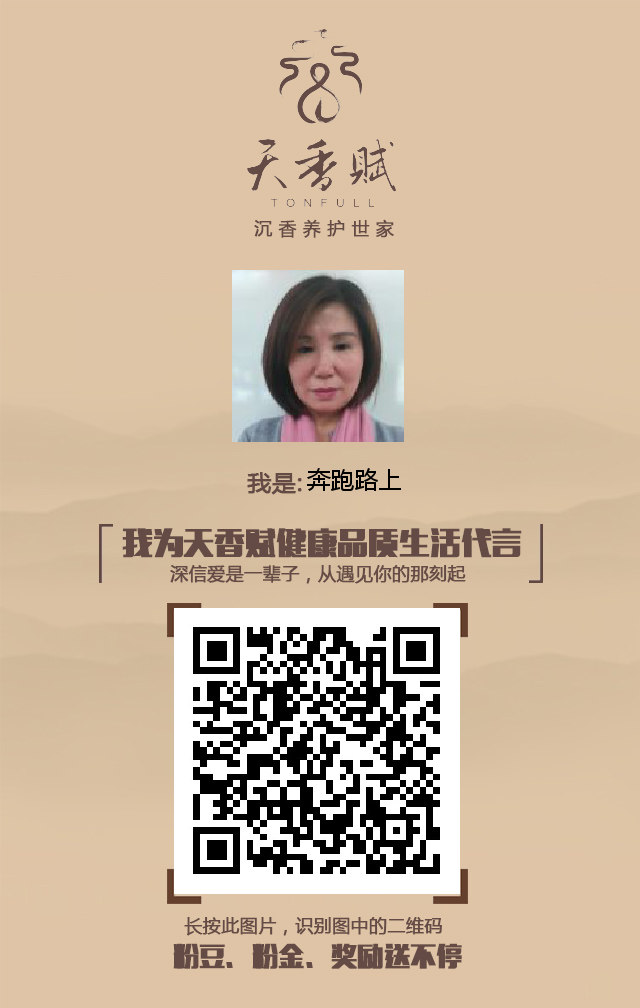 天香赋
TONFULL
沉香养护世家
我是:奔跑路上
我为天香赋健康品质生活代言
深信爱是一辈子，从遇见你的那刻起
长按此图片，识别图中的二维码
粉豆、粉金、奖励送不停